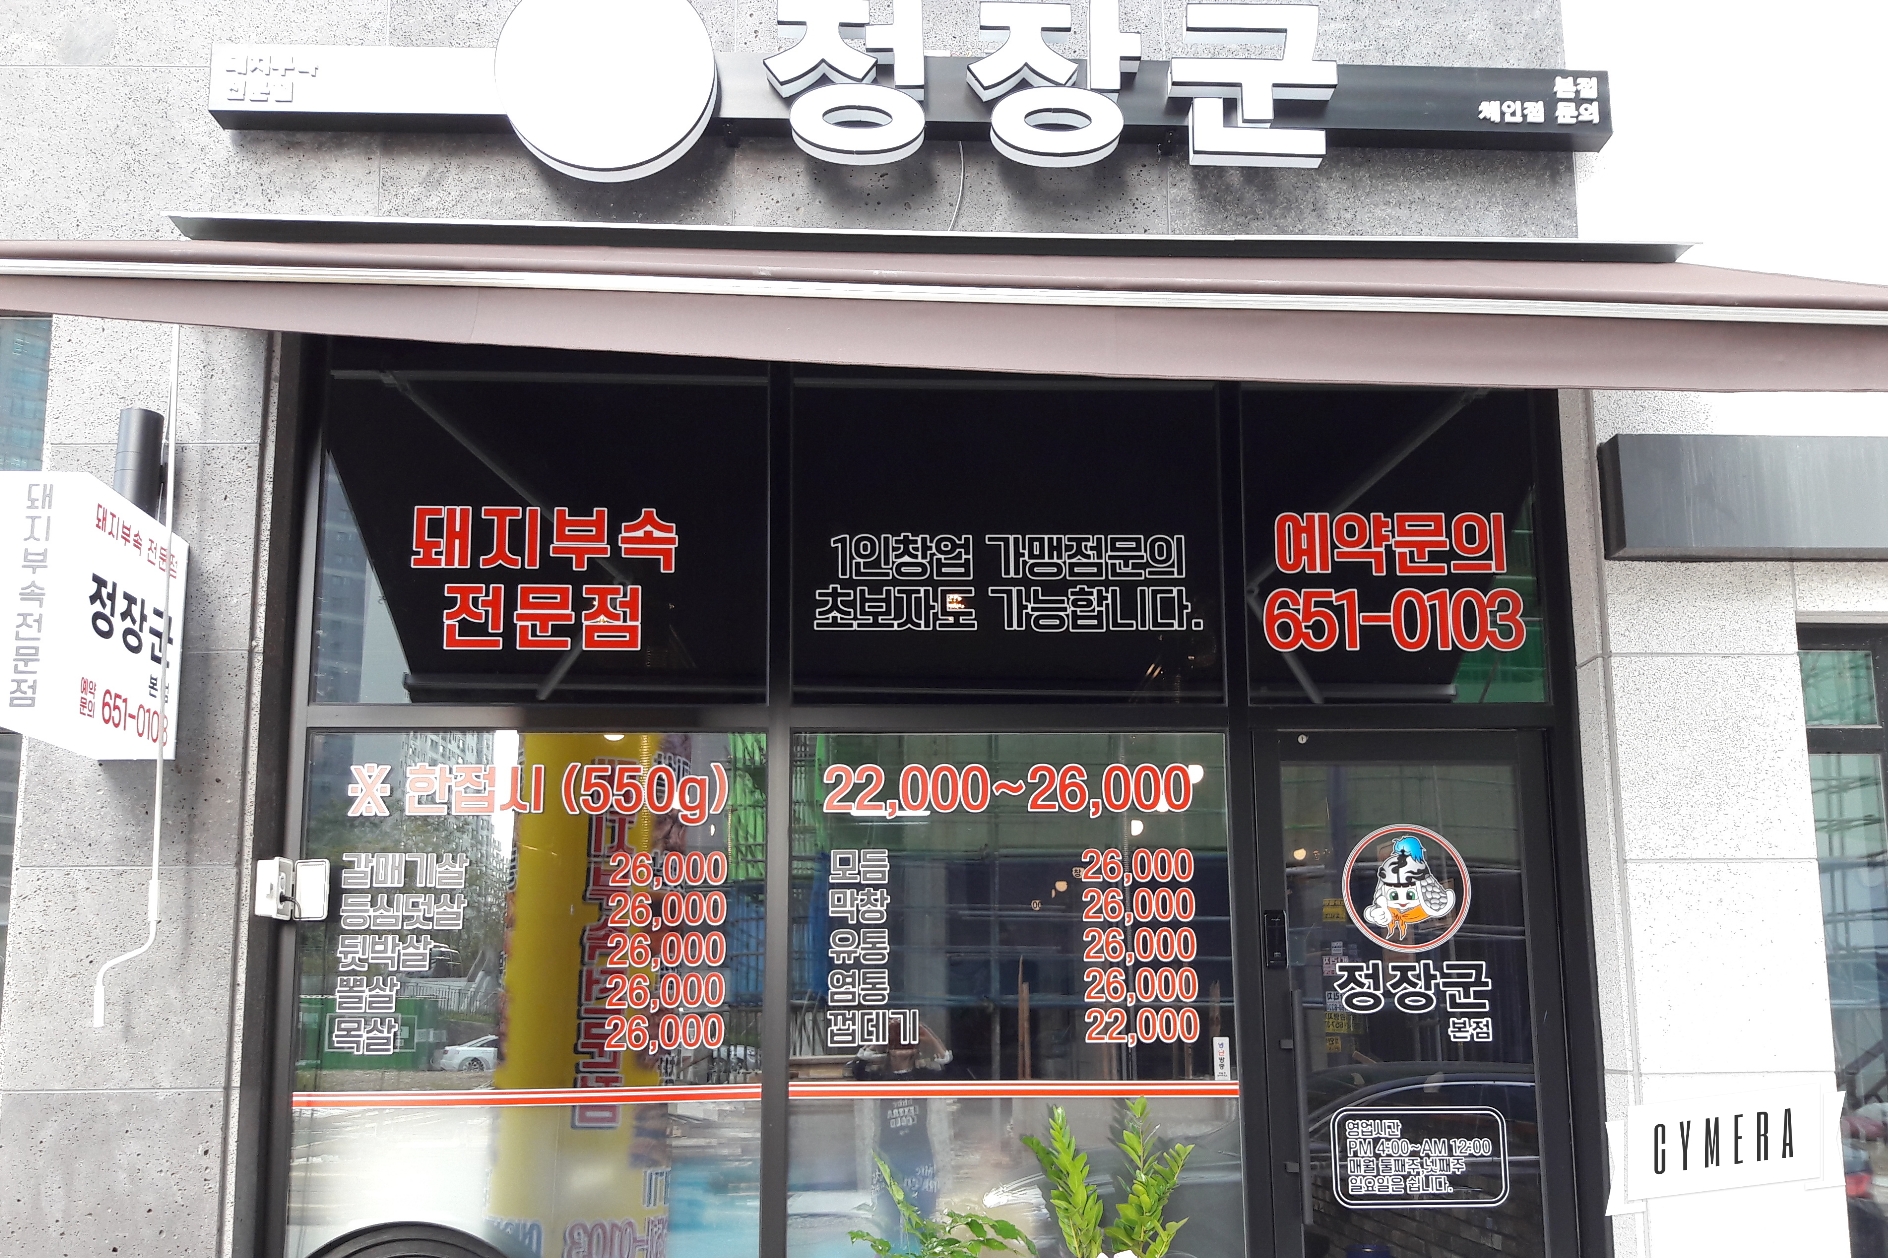 정장군
본점
체인점 문의
돼지부속전문점
돼지부속 전문점
정장군
예약
문의 651-0103
돼지부속
전문점
1인창업 가맹점문의
초보자도 가능합니다.
예약문의
651-0103
※ 한접시 (550g) 22,000~26,000
갈매기살 26,000
등심덧살 26,000
뒷박살 26,000
뽈살 26,000
목살 26,000
모듬 26,000
막창 26,000
유통 26,000
염통 26,000
껍데기 22,000
정장군
본점
영업시간
PM 4:00~AM 12:00
매월 둘째주,넷째주
일요일은 쉽니다.
CYMERA